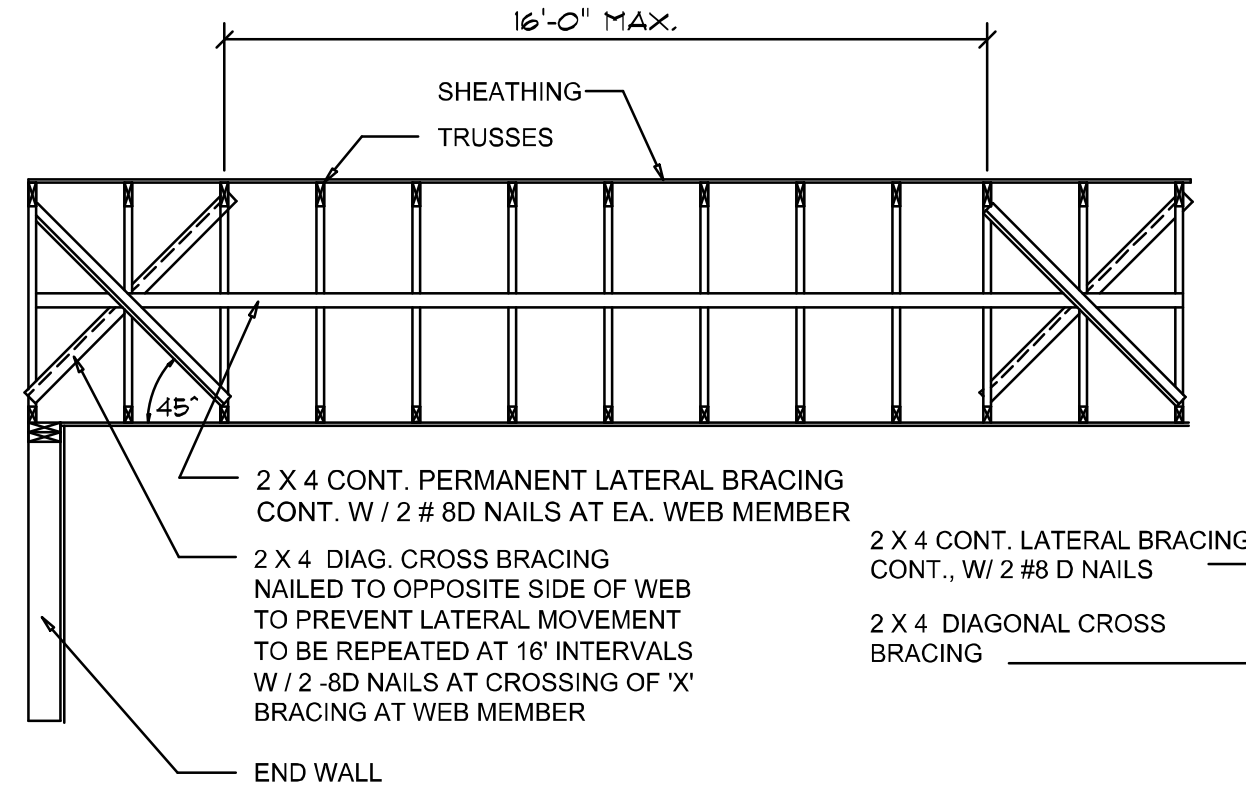 16'-0" MAX.
SHEATHING
TRUSSES
45°
2 X 4 CONT. PERMANENT LATERAL BRACING
CONT. W / 2 # 8D NAILS AT EA. WEB MEMBER
2 X 4 DIAG. CROSS BRACING
NAILED TO OPPOSITE SIDE OF WEB
TO PREVENT LATERAL MOVEMENT
TO BE REPEATED AT 16' INTERVALS
W / 2 -8D NAILS AT CROSSING OF 'X'
BRACING AT WEB MEMBER
END WALL
2 X 4 CONT. LATERAL BRACING
CONT., W/ 2 #8 D NAILS
2 X 4 DIAGONAL CROSS
BRACING